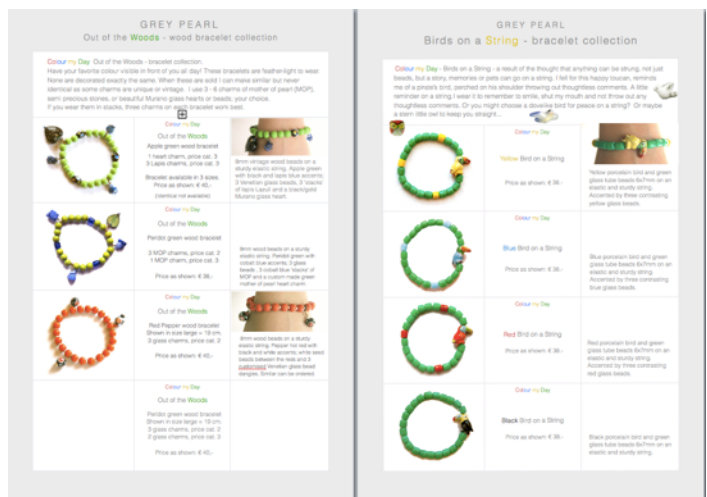 GREY PEARL
Out of the Woods - wood bracelet collection
Colour my Day Out of the Woods - bracelet collection.
Have your favorite colour visible in front of you all day! These bracelets are feather-light to wear.
None are decorated exactly the same. When these are sold I can make similar but never
identical as some charms are unique or vintage. I use 3 - 6 charms of mother of pearl (MOP),
semi precious stones, or beautiful Murano glass hearts or beads: your choice.
If you wear them in stacks, three charms on each bracelet work best.
Colour my Day
Out of the Woods
Apple green wood bracelet
1 heart charm, price cat. 3
3 Lapis charms, price cat. 3
Bracelet available in 3 sizes.
Price as shown: € 40,-
(identical not available)
8mm vintage wood beads on a
sturdy elastic string. Apple green
with black and lapis blue accents;
3 Venetian glass beads, 3 'stacks'
of lapis Lazuli and a black/gold
Murano glass heart.
Colour my Day
Out of the Woods
Peridot green wood bracelet
3 MOP charms, price cat. 2
1 MOP charm, price cat. 3
Price as shown: € 38,-
8mm wood beads on a sturdy
elastic string. Peridot green with
cobalt blue accents; 3 glass
beads, 3 cobalt blue 'stacks' of
MOP and a custom made green
mother of pearl heart charm
Colour my Day
Out of the Woods
Red Pepper wood bracelet
Shown in size large = 19 cm.
3 glass charms, price cat. 2
Price as shown: € 40,-
8mm wood beads on a sturdy
elastic string. Pepper hot red with
black and white accents; white seed
beads between the reds and 3
customised Venetian glass bead
dangles. Similar can be ordered.
Colour my Day
Out of the Woods
Peridot green wood bracelet
Shown in size large = 19 cm.
3 glass charms, price cat. 2
2 glass charms, price cat. 3
Price as shown: € 40,-
GREY PEARL
Birds on a String - bracelet collection
Colour my Day - Birds on a String - a result of the thought that anything can be strung, not just
beads, but a story, memories or pets can go on a string. I fell for this happy toucan, reminds
me of a pirate's bird, perched on his shoulder throwing out thoughtless comments. A little
reminder on a string I wear it to remember to smile, shut my mouth and not throw out any
thoughtless comments. Or you might choose a dovelike bird for peace on a string? Or maybe
a stern little owl to keep you straight...
Colour my Day
Yellow Bird on a String
Price as shown: € 38,-
Yellow porcelain bird and green
glass tube beads 6x7mm on an
elastic and sturdy string.
Accented by three contrasting
yellow glass beads.
Colour my Day
Blue Bird on a String
Price as shown: € 38,-
Blue porcelain bird and green
glass tube beads 6x7mm on an
elastic and sturdy string.
Accented by three contrasting
blue glass beads.
Colour my Day
Red Bird on a String
Price as shown: € 38,-
Red porcelain bird and green
glass tube beads 6x7mm on an
elastic and sturdy string.
Accented by three contrasting
red glass beads.
Colour my Day
Black Bird on a String
Price as shown: € 38,-
Black porcelain bird and green
glass tube beads 6x7mm on an
elastic and sturdy string.